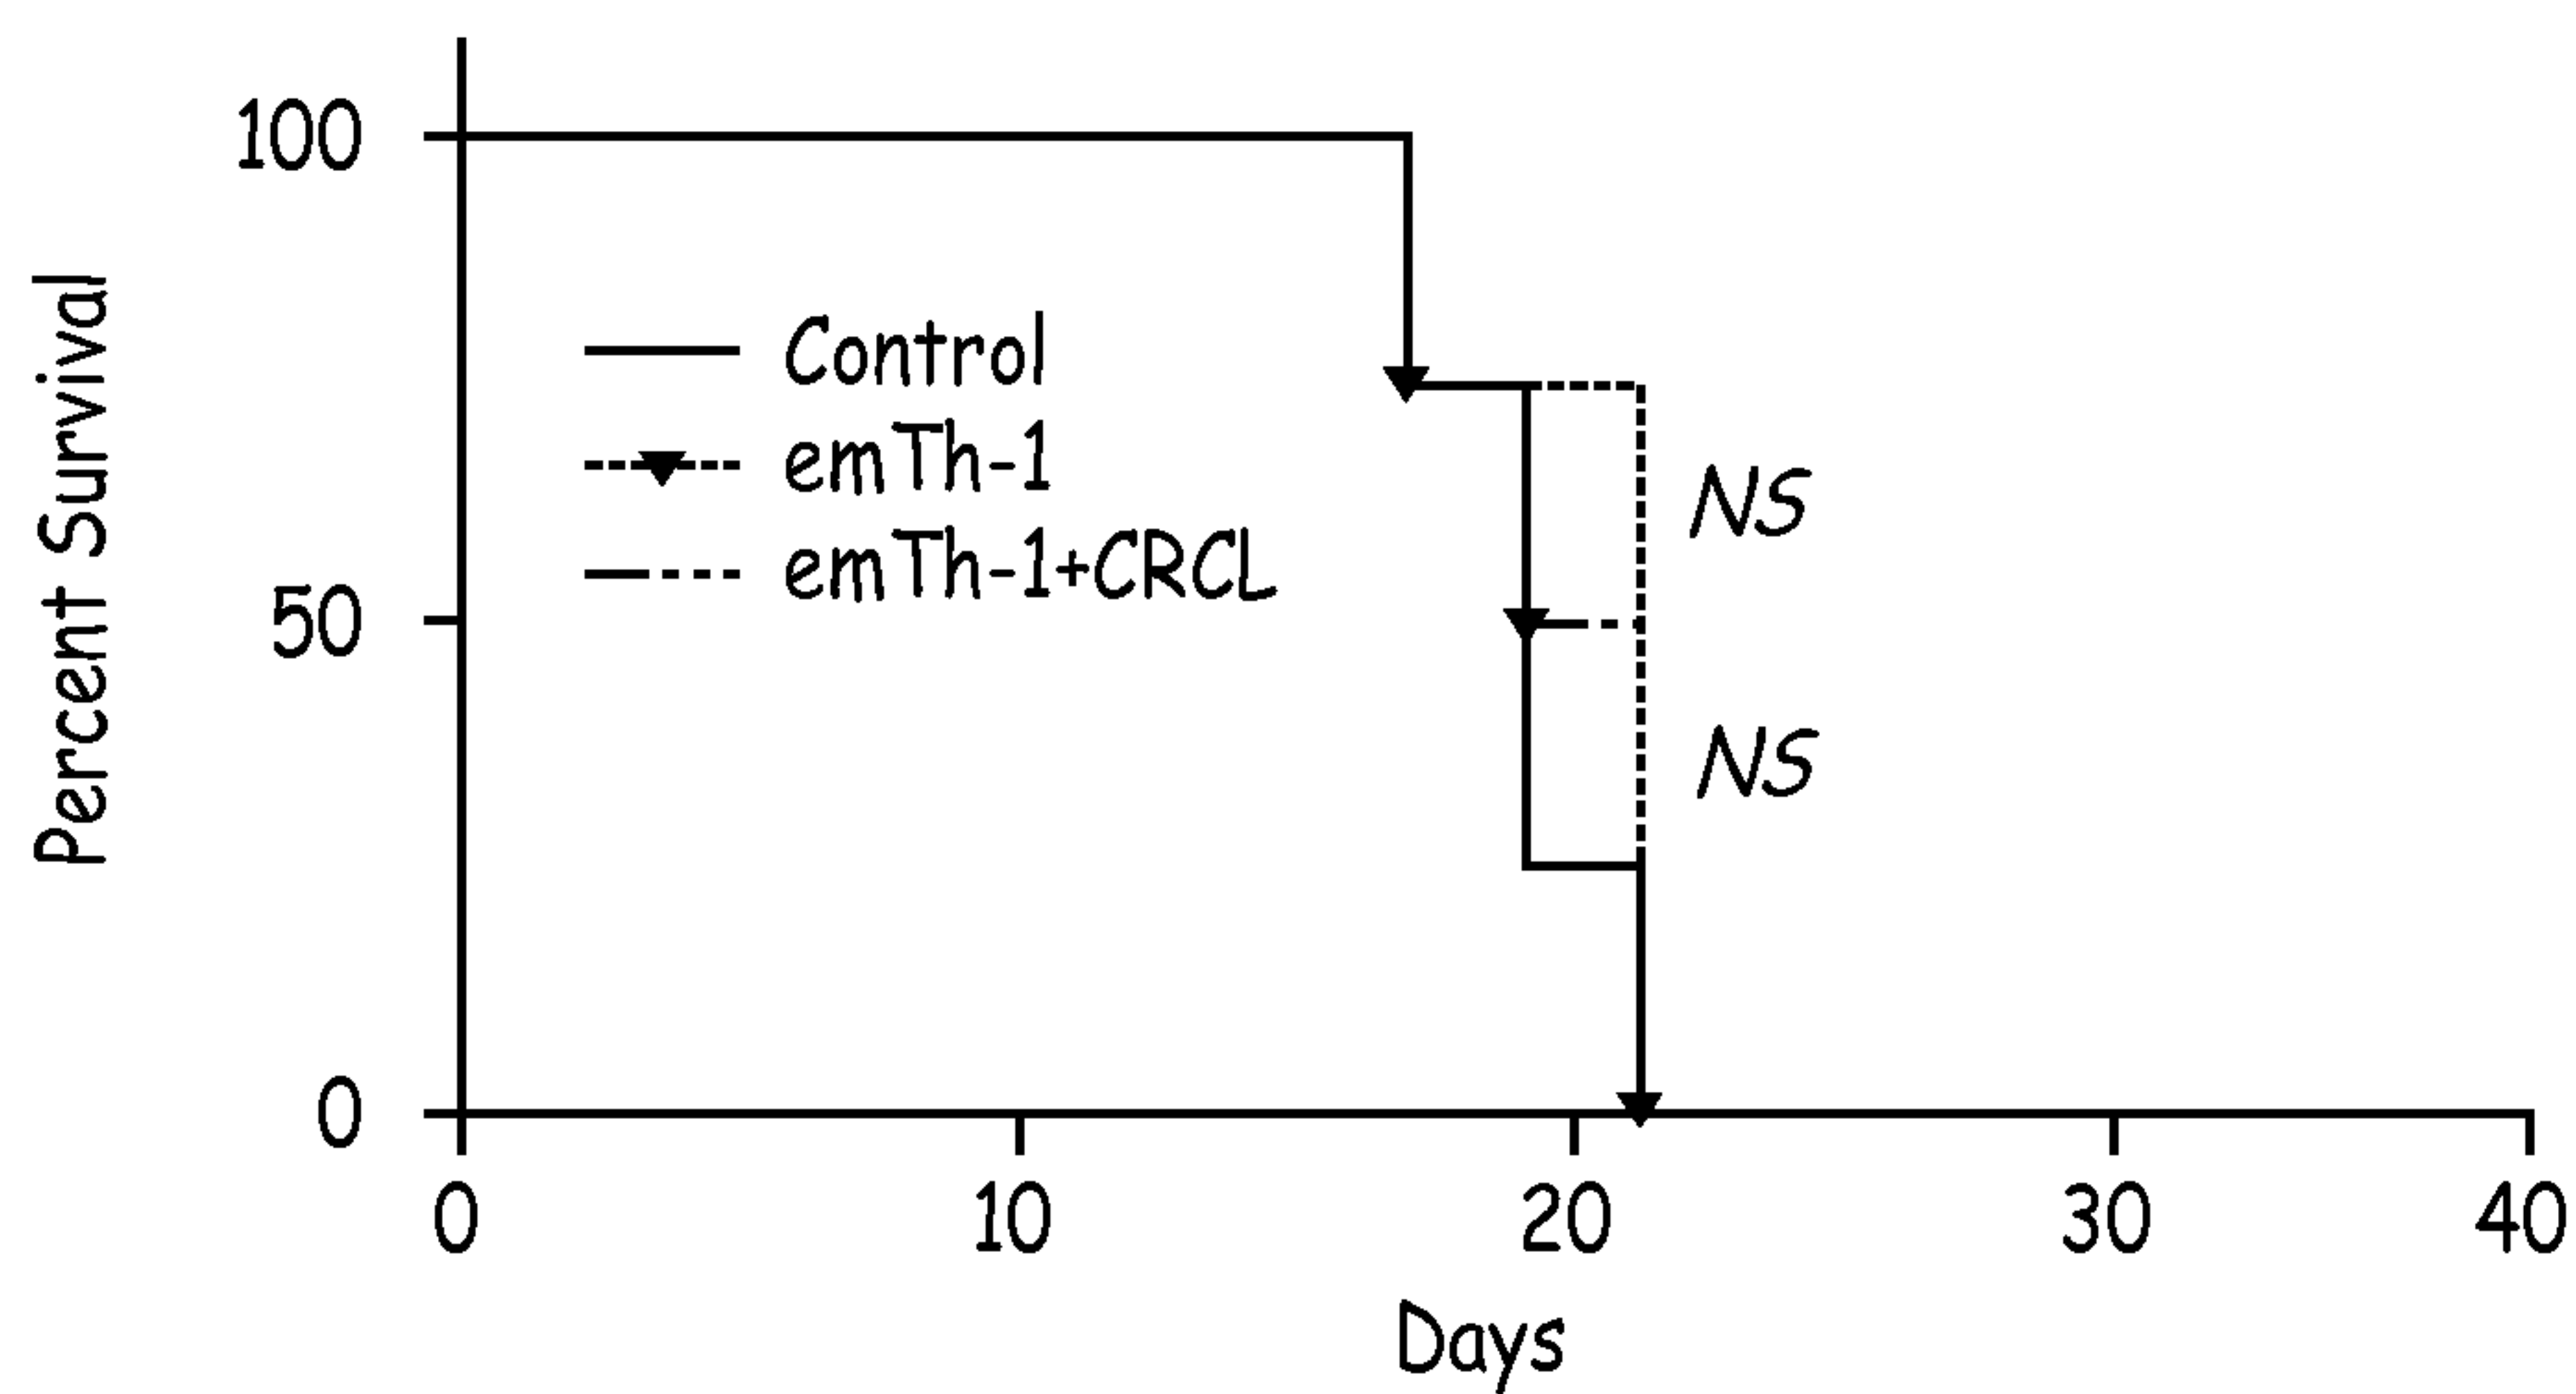 Percent Survival
100
50
0
Control
emTh-1
emTh-1+CRCL
NS
NS
0 10 20 30 40
Days